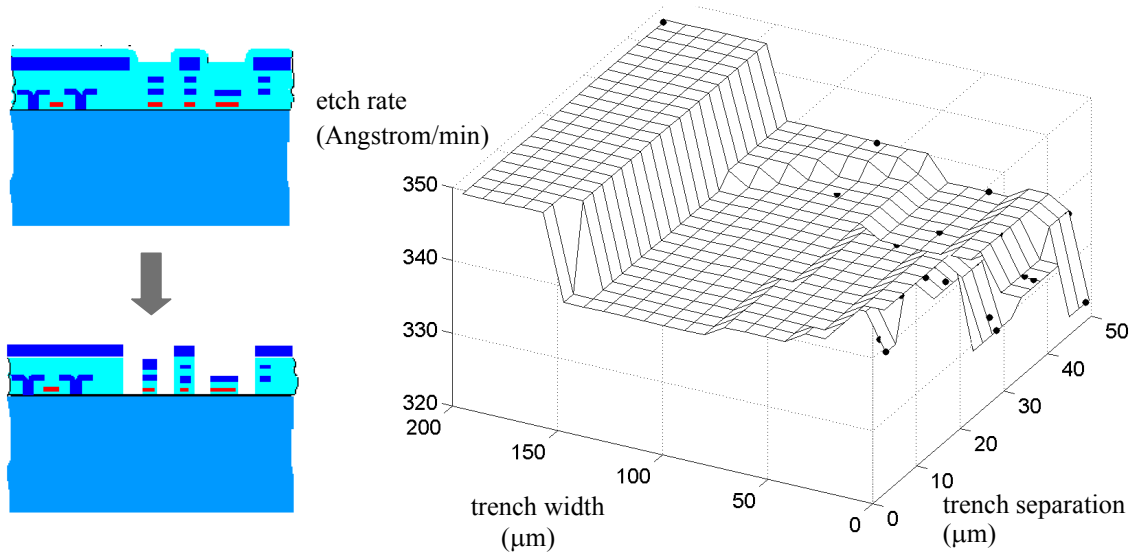 etch rate
(Angstrom/min)
350
340
330
320
200
150
100
50
0
0
10
20
30
40
50
trench width
(μm)
trench separation
(μm)